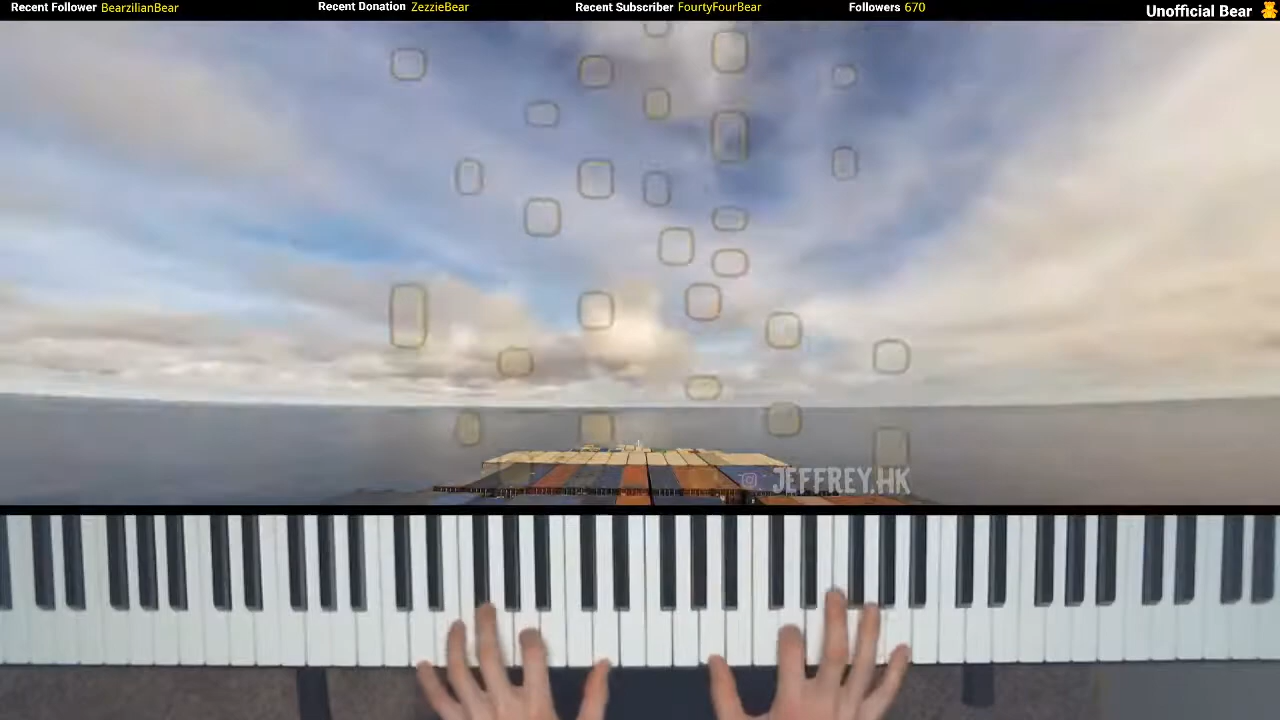 Recent Follower BearzilianBear
Recent Donation ZezzieBear
Recent Subscriber FourtyFourBear
Followers 670
Unofficial Bear
JEFFREY.HK